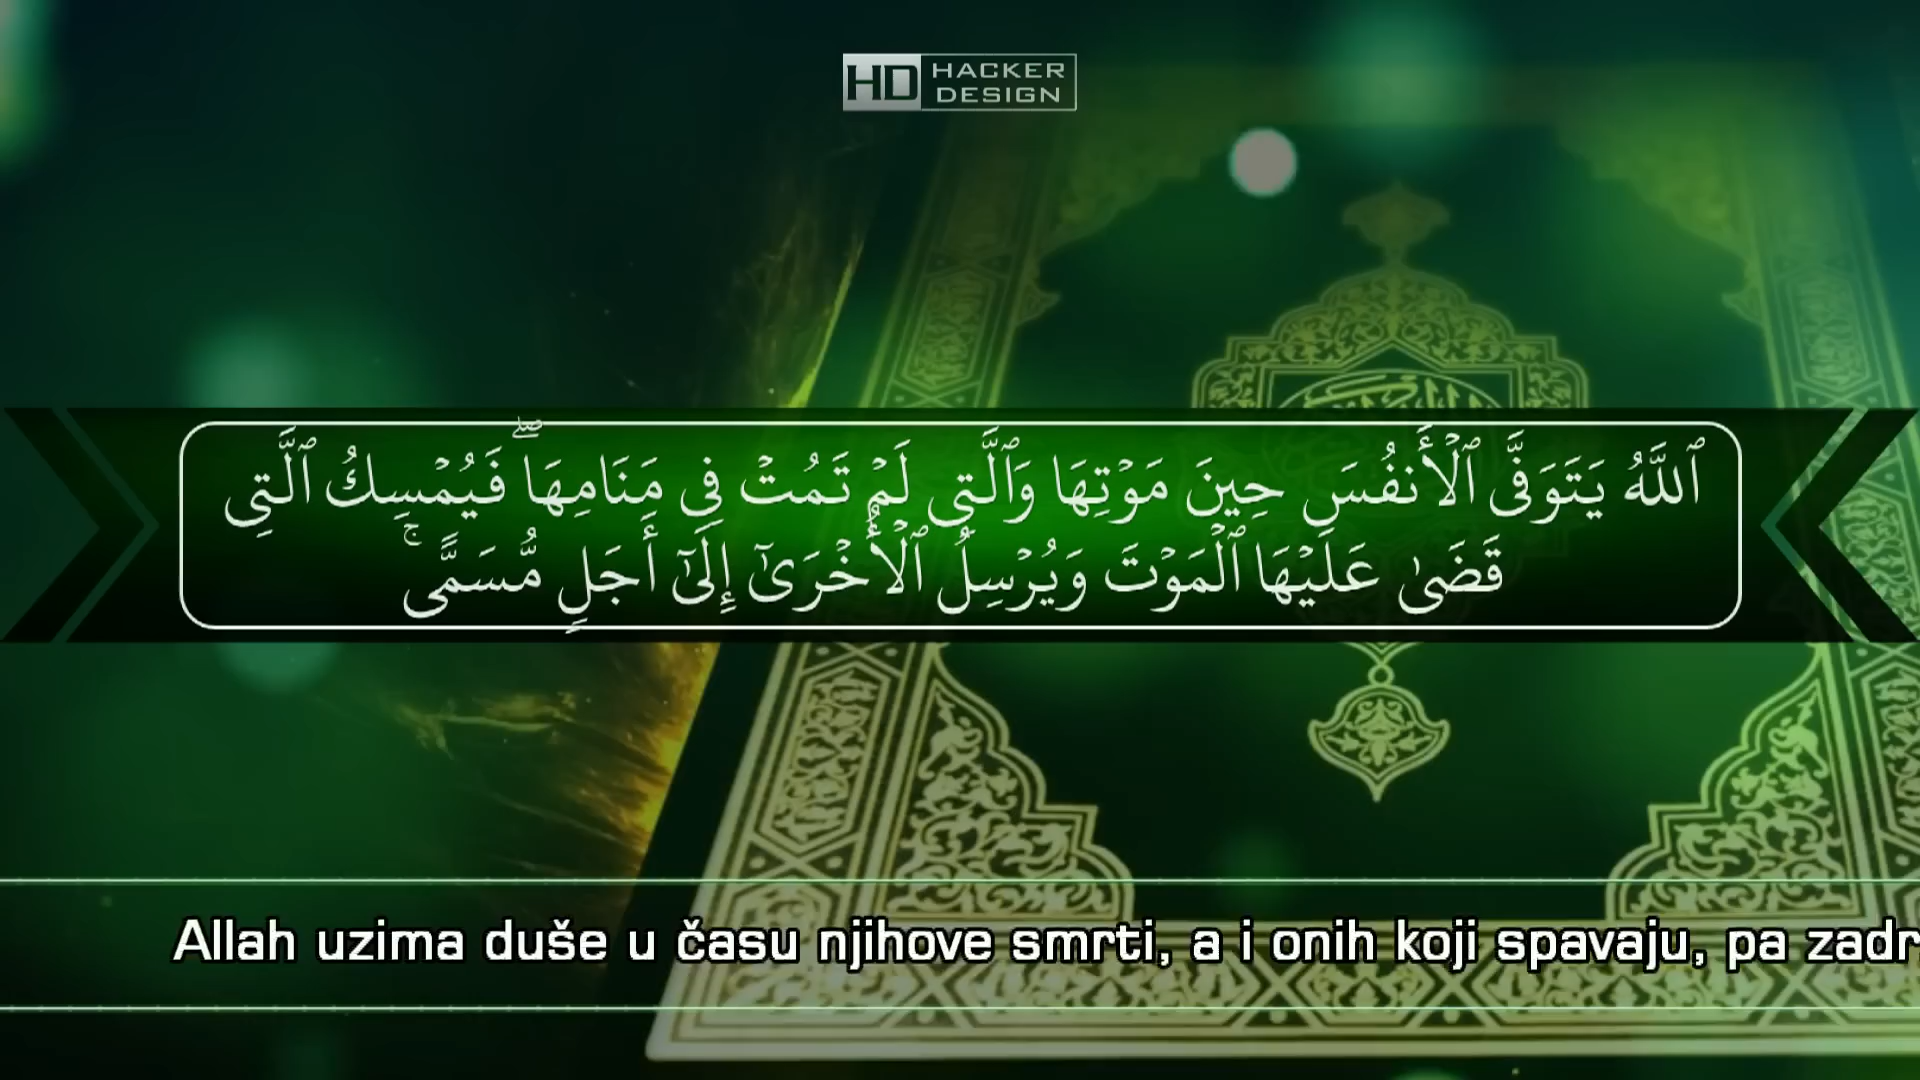 HD HACKER
DESIGN
ٱللَّهُ يَتَوَفَّى ٱلْأَنفُسَ حِينَ مَوْتِهَا وَٱلَّتِى لَمْ تَمُتْ فِى مَنَامِهَا ۖ فَيُمْسِكُ ٱلَّتِى
قَضَىٰ عَلَيْهَا ٱلْمَوْتَ وَيُرْسِلُ ٱلْأُخْرَىٰٓ إِلَىٰٓ أَجَلٍ مُّسَمًّى ۚ
Allah uzima duše u času njihove smrti, a i onih koji spavaju, pa zadr